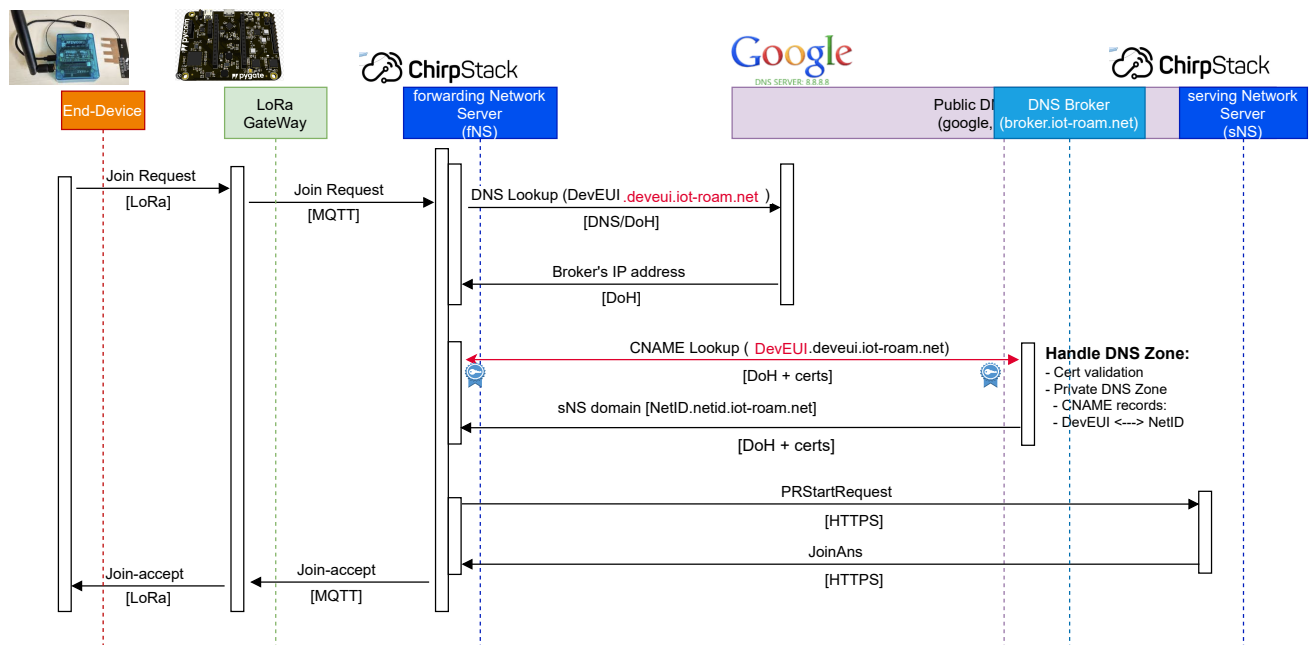 Google
DNS SERVER: 8.8.8.8
ChirpStack
ChirpStack
pycom
pygate
End-Device
LoRa
GateWay
forwarding Network
Server
(fNS)
Public
(google,
DNS Broker
(broker.iot-roam.net)
serving Network
Server
(sNS)
Join Request
[LoRa]
Join Request
[MQTT]
DNS Lookup (DevEUI.deveui.iot-roam.net )
[DNS/DoH]
Broker's IP address
[DoH]
CNAME Lookup ( DevEUI.deveui.iot-roam.net)
[DoH + certs]
sNS domain [NetID.netid.iot-roam.net]
[DoH + certs]
Handle DNS Zone:
- Cert validation
- Private DNS Zone
- CNAME records:
- DevEUI <---> NetID
PRStartRequest
[HTTPS]
JoinAns
[HTTPS]
Join-accept
[MQTT]
Join-accept
[LoRa]